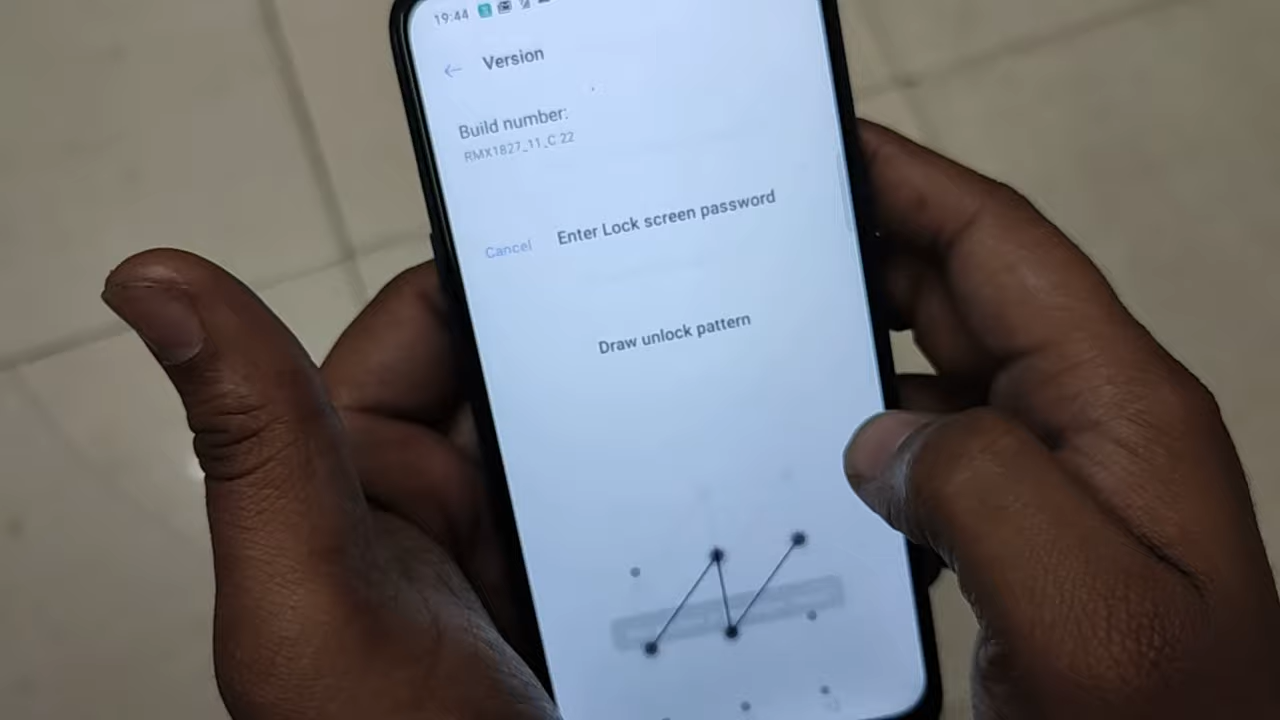 19:44
Version
Build number:
RMX1827_11_C 22
Cancel Enter Lock screen password
Draw unlock pattern